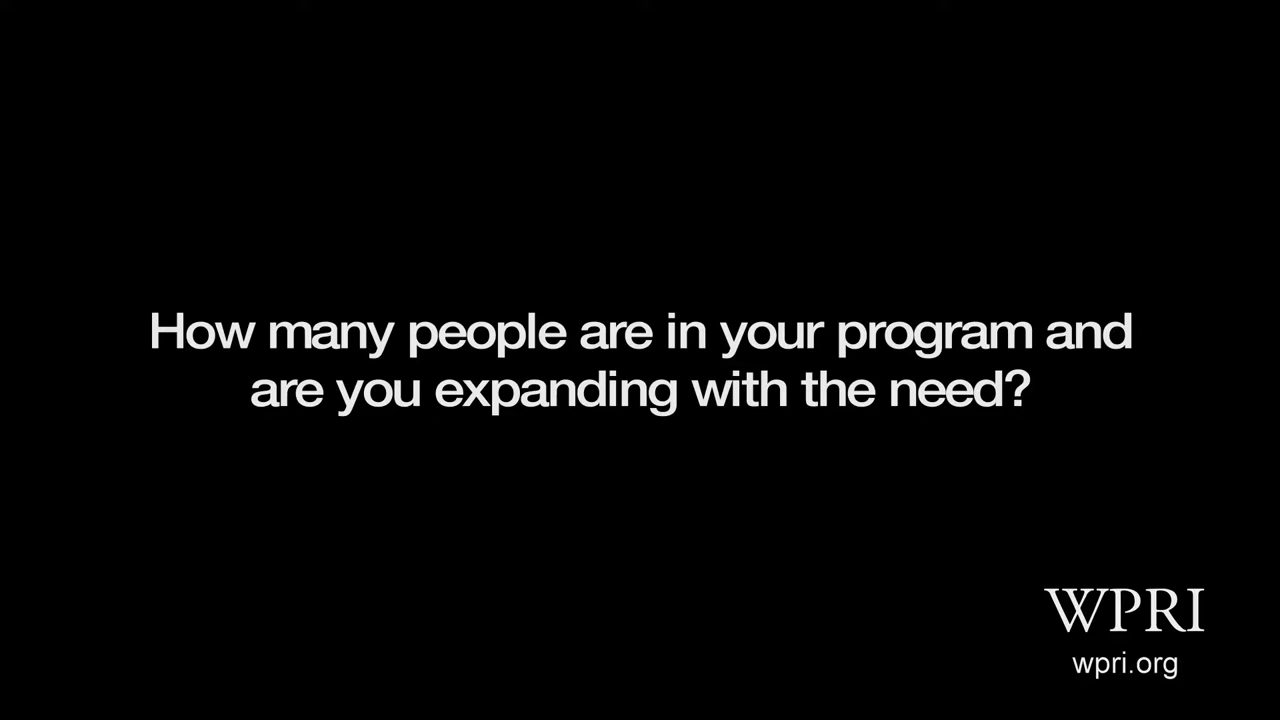 How many people are in your program and
are you expanding with the need?
WPRI
wpri.org